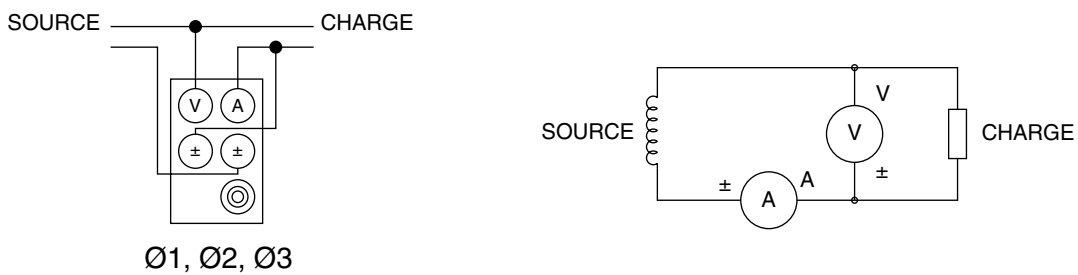 SOURCE CHARGE
V A
± ±
Ø1, Ø2, Ø3
V
SOURCE V CHARGE
± A ±
A